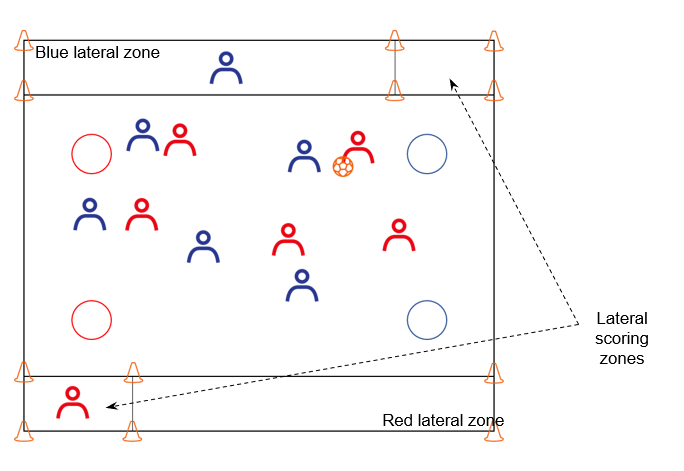 Blue lateral zone
Lateral
scoring
zones
Red lateral zone